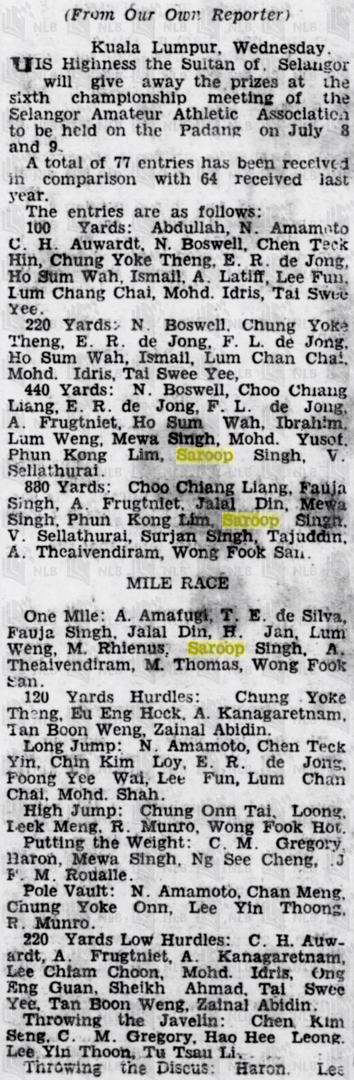 (From Our Own Reporter)
Kuala Lumpur, Wednesday.
HIS Highness the Sultan of Selangor
will give away the prizes at the
sixth championship meeting of the
Selangor Amateur Athletic Association
to be held on the Padang on July 8
and 9.
A total of 77 entries has been received
in comparison with 64 received last
year.
The entries are as follows:
100 Yards: Abdullah, N. Amamoto
C. H. Auwardt, N. Boswell, Chen Teck
Hin, Chung Yoke Theng, E. R. de Jong,
Ho Sum Wah, Ismail, A. Latiff, Lee Fun,
Lum Chang Chai, Mohd. Idris, Tai Swee
Yee.
220 Yards: N. Boswell, Chung Yoke
Theng, E. R. de Jong, F. L. de Jong,
Ho Sum Wah, Ismail, Lum Chan Chai,
Mohd. Idris, Tai Swee Yee,
440 Yards: N. Boswell, Choo Chiang
Liang, E. R. de Jong, F. L. de Jong,
A. Frugtniet, Ho Sum Wah, Ibrahim,
Lum Weng, Mewa Singh, Mohd. Yusof,
Phun Kong Lim, Saroop Singh, V.
Sellathurai.
880 Yards: Choo Chiang Liang, Fauja
Singh, A. Frugtniet, Jalal Din, Mewa
Singh, Phun Kong Lim, Saroop Singh,
V. Sellathurai, Surjan Singh, Tajuddin,
A. Theaivendiram, Wong Fook San.
MILE RACE
One Mile: A. Amafugi, T. E. de Silva,
Fauja Singh, Jalal Din, H. Jan, Lum
Weng, M. Rhienus, Saroop Singh, A.
Theaivendiram, M. Thomas, Wong Fook
San.
120 Yards Hurdles: Chung Yoke
Theng, Eu Eng Hock, A. Kanagaretnam,
Tan Boon Weng, Zainal Abidin.
Long Jump: N. Amamoto, Chen Teck
Yin, Chin Kim Loy, E. R. de Jong,
Foong Yee Wai, Lee Fun, Lum Chan
Chai, Mohd. Shah.
High Jump: Chung Onn Tai, Loong,
Leek Meng, R. Munro, Wong Fook Hoi.
Putting the Weight: C. M. Gregory,
Haron, Mewa Singh, Ng See Cheng, J
F. M. Roualle.
Pole Vault: N. Amamoto, Chan Meng,
Chung Yoke Onn, Lee Yin Thoong,
R. Munro.
220 Yards Low Hurdles: C. H. Auw-
ardt, A. Frugtniet, A. Kanagaretnam,
Lee Chiam Choon, Mohd. Idris, Ong
Eng Guan, Sheikh Ahmad, Tai Swee
Yee, Tan Boon Weng, Zainal Abidin.
Throwing the Javelin: Chen Kim
Seng, C. M. Gregory, Hao Hee Leong,
Lee Yin Thoon, Tu Tsau Li.
Throwing the Discus: Haron, Lee